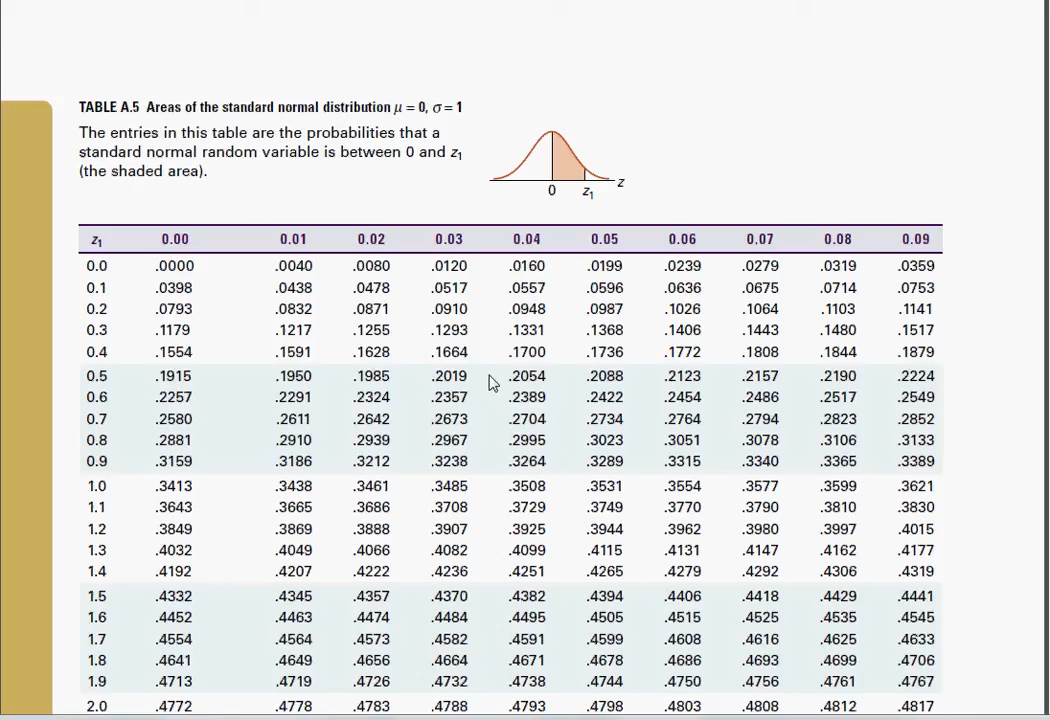 TABLE A.5 Areas of the standard normal distribution μ = 0, σ = 1
The entries in this table are the probabilities that a
standard normal random variable is between 0 and z₁
(the shaded area).
0 z₁ z
z₁ 0.00 0.01 0.02 0.03 0.04 0.05 0.06 0.07 0.08 0.09
0.0 .0000 .0040 .0080 .0120 .0160 .0199 .0239 .0279 .0319 .0359
0.1 .0398 .0438 .0478 .0517 .0557 .0596 .0636 .0675 .0714 .0753
0.2 .0793 .0832 .0871 .0910 .0948 .0987 .1026 .1064 .1103 .1141
0.3 .1179 .1217 .1255 .1293 .1331 .1368 .1406 .1443 .1480 .1517
0.4 .1554 .1591 .1628 .1664 .1700 .1736 .1772 .1808 .1844 .1879
0.5 .1915 .1950 .1985 .2019 .2054 .2088 .2123 .2157 .2190 .2224
0.6 .2257 .2291 .2324 .2357 .2389 .2422 .2454 .2486 .2517 .2549
0.7 .2580 .2611 .2642 .2673 .2704 .2734 .2764 .2794 .2823 .2852
0.8 .2881 .2910 .2939 .2967 .2995 .3023 .3051 .3078 .3106 .3133
0.9 .3159 .3186 .3212 .3238 .3264 .3289 .3315 .3340 .3365 .3389
1.0 .3413 .3438 .3461 .3485 .3508 .3531 .3554 .3577 .3599 .3621
1.1 .3643 .3665 .3686 .3708 .3729 .3749 .3770 .3790 .3810 .3830
1.2 .3849 .3869 .3888 .3907 .3925 .3944 .3962 .3980 .3997 .4015
1.3 .4032 .4049 .4066 .4082 .4099 .4115 .4131 .4147 .4162 .4177
1.4 .4192 .4207 .4222 .4236 .4251 .4265 .4279 .4292 .4306 .4319
1.5 .4332 .4345 .4357 .4370 .4382 .4394 .4406 .4418 .4429 .4441
1.6 .4452 .4463 .4474 .4484 .4495 .4505 .4515 .4525 .4535 .4545
1.7 .4554 .4564 .4573 .4582 .4591 .4599 .4608 .4616 .4625 .4633
1.8 .4641 .4649 .4656 .4664 .4671 .4678 .4686 .4693 .4699 .4706
1.9 .4713 .4719 .4726 .4732 .4738 .4744 .4750 .4756 .4761 .4767
2.0 .4772 .4778 .4783 .4788 .4793 .4798 .4803 .4808 .4812 .4817